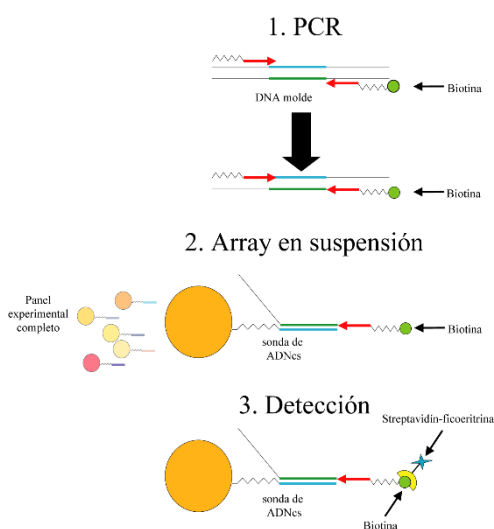 1. PCR
DNA molde
Biotina
Biotina
2. Array en suspensión
Panel
experimental
completo
sonda de
ADNcs
Biotina
3. Detección
Streptavidin-ficoeritrina
sonda de
ADNcs
Biotina